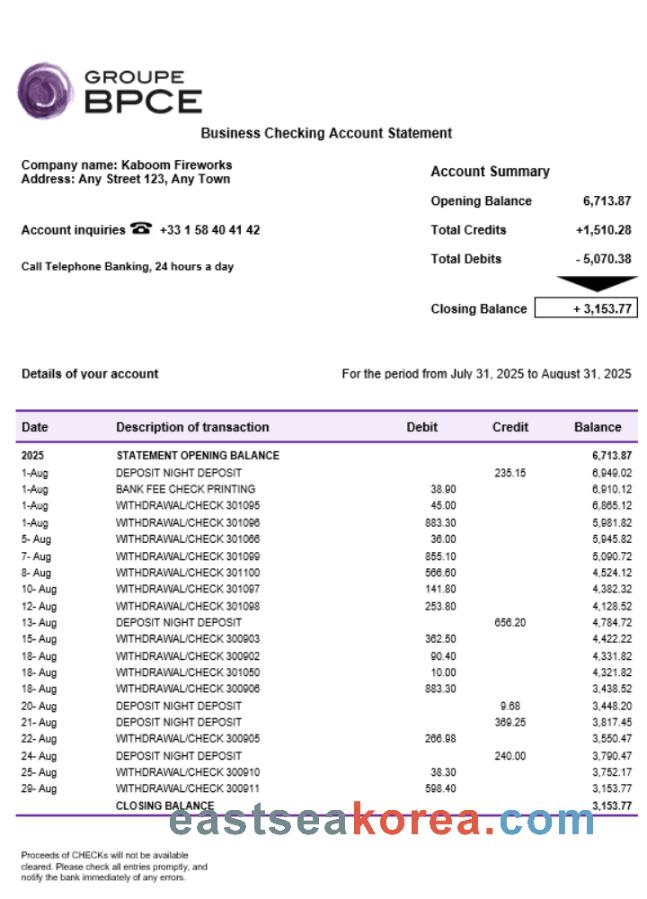 GROUPE
BPCE
Business Checking Account Statement
Company name: Kaboom Fireworks
Address: Any Street 123, Any Town
Account inquiries ☎ +33 1 58 40 41 42
Call Telephone Banking, 24 hours a day
Account Summary
Opening Balance 6,713.87
Total Credits +1,510.28
Total Debits - 5,070.38
Closing Balance + 3,153.77
Details of your account For the period from July 31, 2025 to August 31, 2025
Date Description of transaction Debit Credit Balance
2025 STATEMENT OPENING BALANCE 6,713.87
1-Aug DEPOSIT NIGHT DEPOSIT 235.15 6,949.02
1-Aug BANK FEE CHECK PRINTING 38.90 6,910.12
1-Aug WITHDRAWAL/CHECK 301095 45.00 6,865.12
1-Aug WITHDRAWAL/CHECK 301096 883.30 5,981.82
5- Aug WITHDRAWAL/CHECK 301066 36.00 5,945.82
7- Aug WITHDRAWAL/CHECK 301099 855.10 5,090.72
8- Aug WITHDRAWAL/CHECK 301100 566.60 4,524.12
10- Aug WITHDRAWAL/CHECK 301097 141.80 4,382.32
12- Aug WITHDRAWAL/CHECK 301098 253.80 4,128.52
13- Aug DEPOSIT NIGHT DEPOSIT 656.20 4,784.72
15- Aug WITHDRAWAL/CHECK 300903 362.50 4,422.22
18- Aug WITHDRAWAL/CHECK 300902 90.40 4,331.82
18- Aug WITHDRAWAL/CHECK 301050 10.00 4,321.82
18- Aug WITHDRAWAL/CHECK 300906 883.30 3,438.52
20- Aug DEPOSIT NIGHT DEPOSIT 9.68 3,448.20
21- Aug DEPOSIT NIGHT DEPOSIT 369.25 3,817.45
22- Aug WITHDRAWAL/CHECK 300905 266.98 3,550.47
24- Aug DEPOSIT NIGHT DEPOSIT 240.00 3,790.47
25- Aug WITHDRAWAL/CHECK 300910 38.30 3,752.17
29- Aug WITHDRAWAL/CHECK 300911 598.40 3,153.77
CLOSING BALANCE 3,153.77
eastseakorea.com
Proceeds of CHECKs will not be available
cleared. Please check all entries promptly, and
notify the bank immediately of any errors.